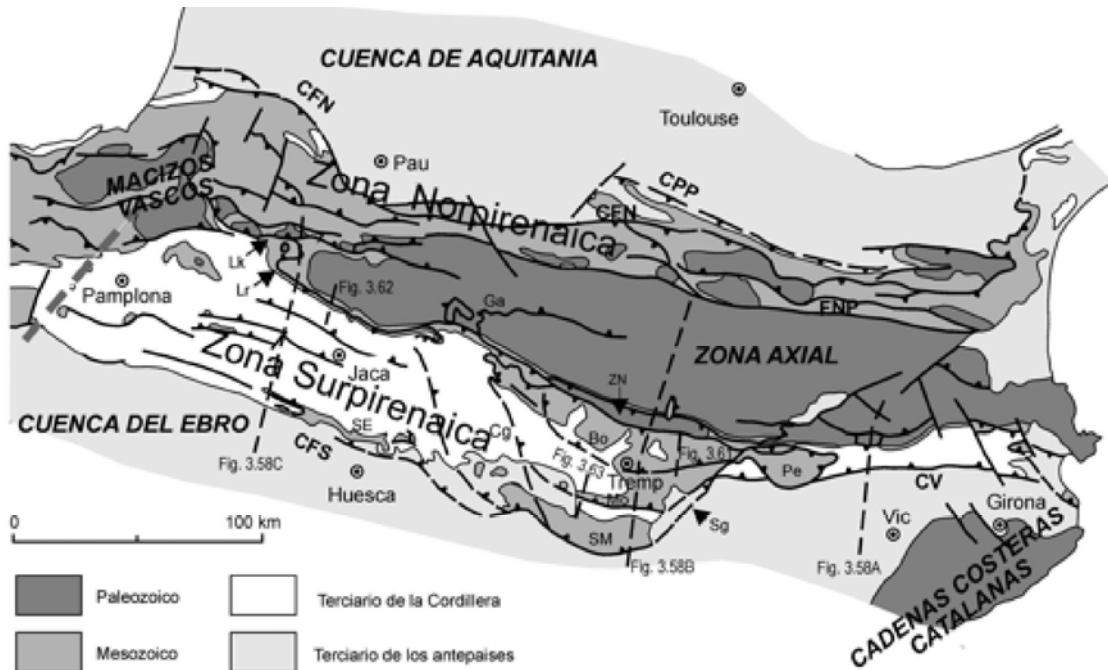 CUENCA DE AQUITANIA
CFN
Toulouse
Pau
MACIZOS
VASCOS
Zona Norpirenaica
CPP
CFN
Lk
Lr
Fig. 3.62
Ga
FNP
Pamplona
ZONA AXIAL
Zona Surpirenaica
Jaca
ZN
CUENCA DEL EBRO
SE
Cg
Bo
Fig. 3.61
CFS
Fig. 3.63
Tremp
Pe
Fig. 3.58C
Mo
CV
Huesca
Girona
Vic
Sg
SM
0
100 km
Fig. 3.58B
Fig. 3.58A
CADENAS COSTERAS
CATALANAS
Paleozoico
Terciario de la Cordillera
Mesozoico
Terciario de los antepaises